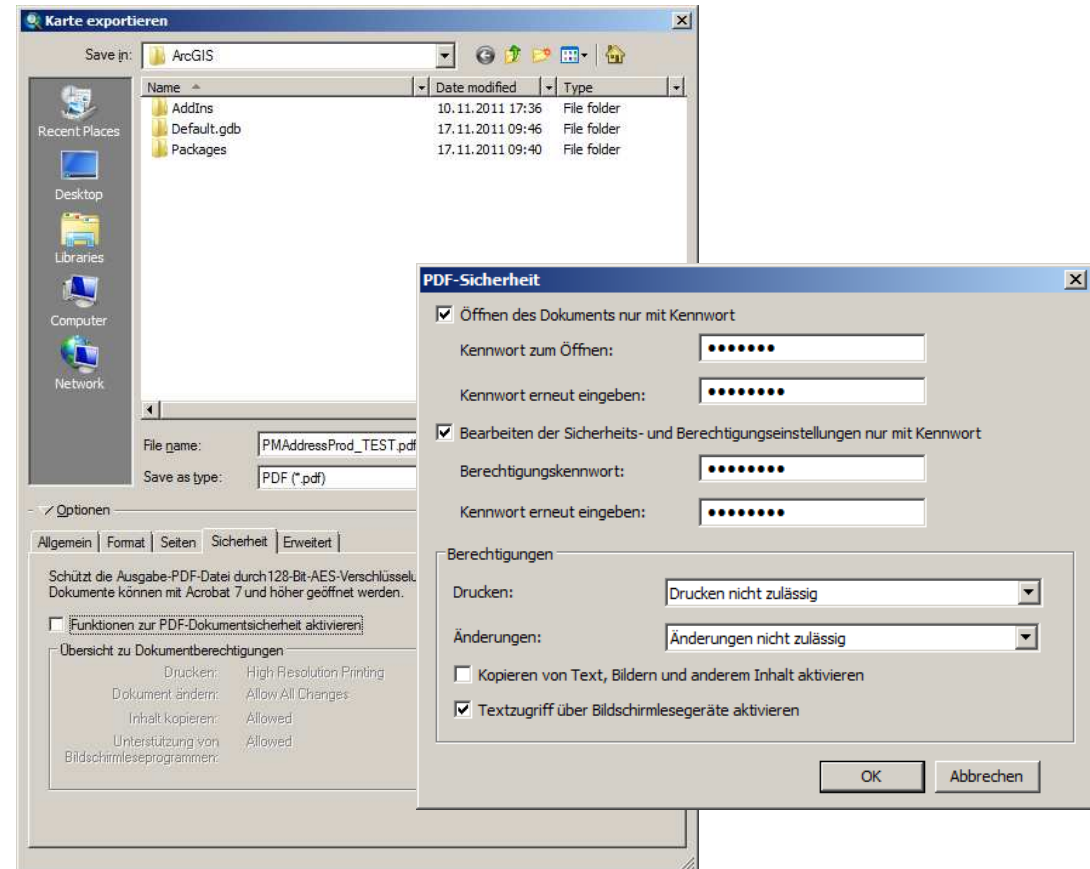 Karte exportieren
Save in: ArcGIS
Name Date modified Type
AddIns 10.11.2011 17:36 File folder
Default.gdb 17.11.2011 09:46 File folder
Packages 17.11.2011 09:40 File folder
Recent Places
Desktop
Libraries
Computer
Network
File name: PMAddressProd_TEST.pdf
Save as type: PDF (*.pdf)
Optionen
Allgemein Format Seiten Sicherheit Erweitert
Schützt die Ausgabe-PDF-Datei durch 128-Bit-AES-Verschlüsselu
Dokumente können mit Acrobat 7 und höher geöffnet werden.
Funktionen zur PDF-Dokumentsicherheit aktivieren
Übersicht zu Dokumentberechtigungen
Drucken: High Resolution Printing
Dokument ändern: Allow All Changes
Inhalt kopieren: Allowed
Unterstützung von Allowed
Bildschirmleseprogrammen:
PDF-Sicherheit
Öffnen des Dokuments nur mit Kennwort
Kennwort zum Öffnen: •••••••
Kennwort erneut eingeben: ••••••••
Bearbeiten der Sicherheits- und Berechtigungseinstellungen nur mit Kennwort
Berechtigungskennwort: ••••••••
Kennwort erneut eingeben: ••••••••
Berechtigungen
Drucken: Drucken nicht zulässig
Änderungen: Änderungen nicht zulässig
Kopieren von Text, Bildern und anderem Inhalt aktivieren
Textzugriff über Bildschirmlesegeräte aktivieren
OK Abbrechen